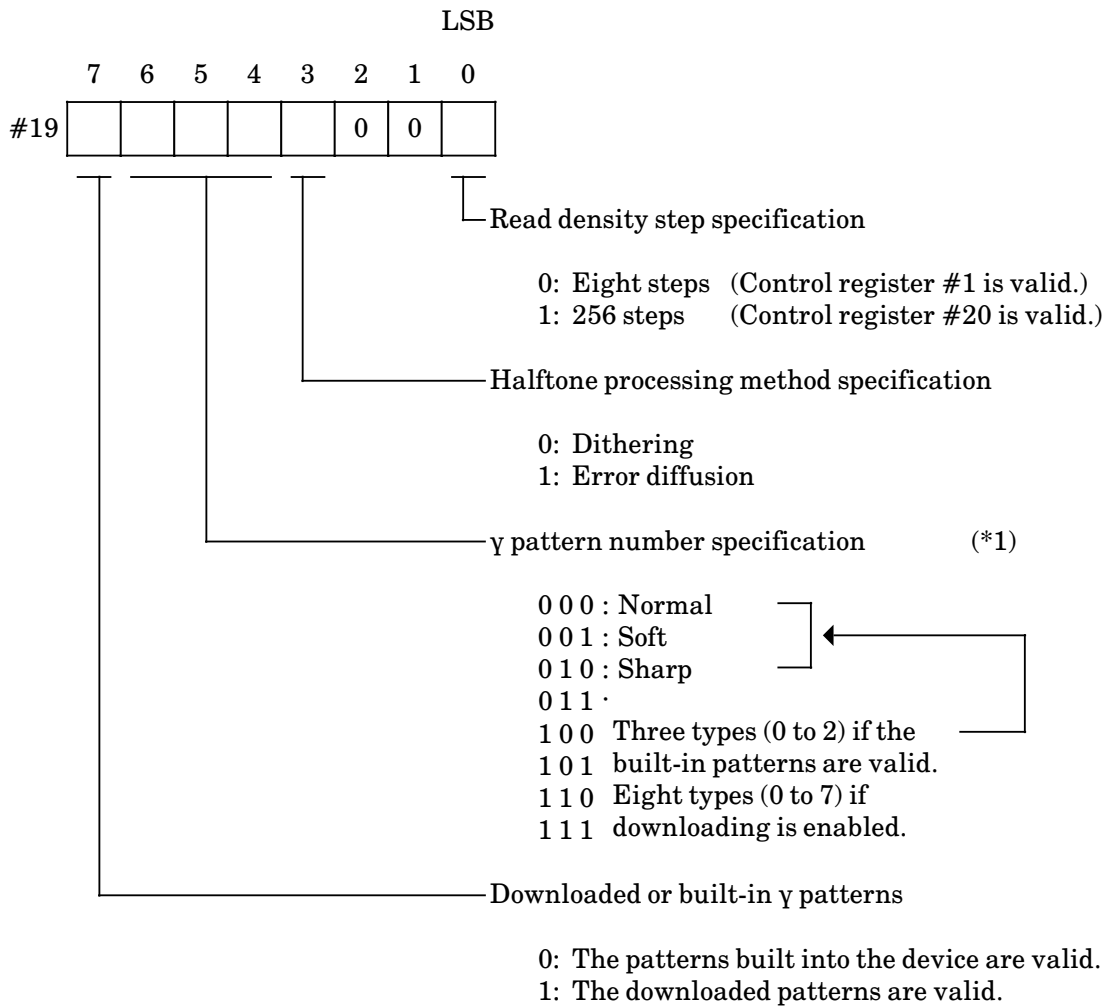 LSB
7 6 5 4 3 2 1 0
#19 0 0
Read density step specification
0: Eight steps (Control register #1 is valid.)
1: 256 steps (Control register #20 is valid.)
Halftone processing method specification
0: Dithering
1: Error diffusion
γ pattern number specification (*1)
0 0 0 : Normal
0 0 1 : Soft
0 1 0 : Sharp
0 1 1 ·
1 0 0 Three types (0 to 2) if the
1 0 1 built-in patterns are valid.
1 1 0 Eight types (0 to 7) if
1 1 1 downloading is enabled.
Downloaded or built-in γ patterns
0: The patterns built into the device are valid.
1: The downloaded patterns are valid.